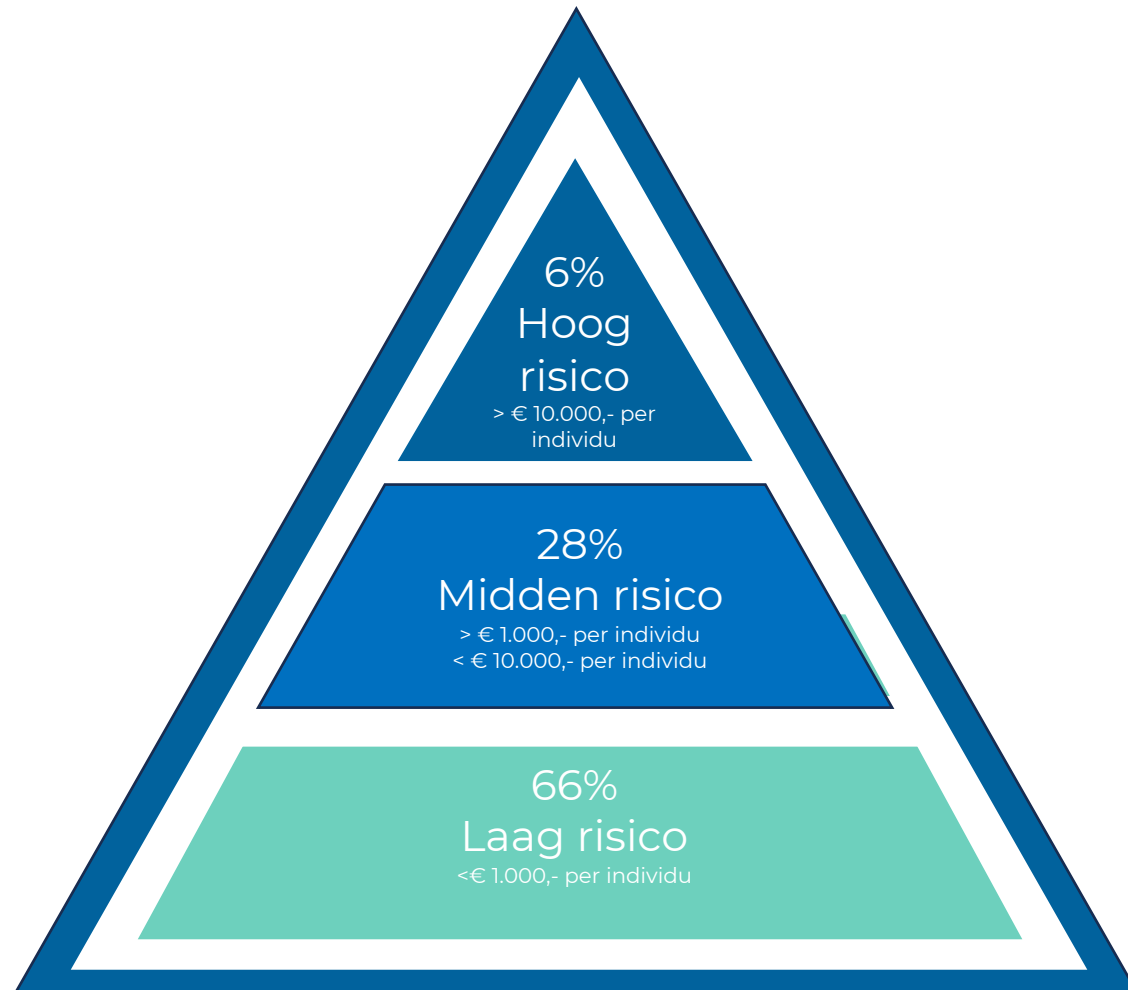 6%
Hoog
risico
> € 10.000,- per
individu
28%
Midden risico
> € 1.000,- per individu
< € 10.000,- per individu
66%
Laag risico
<€ 1.000,- per individu